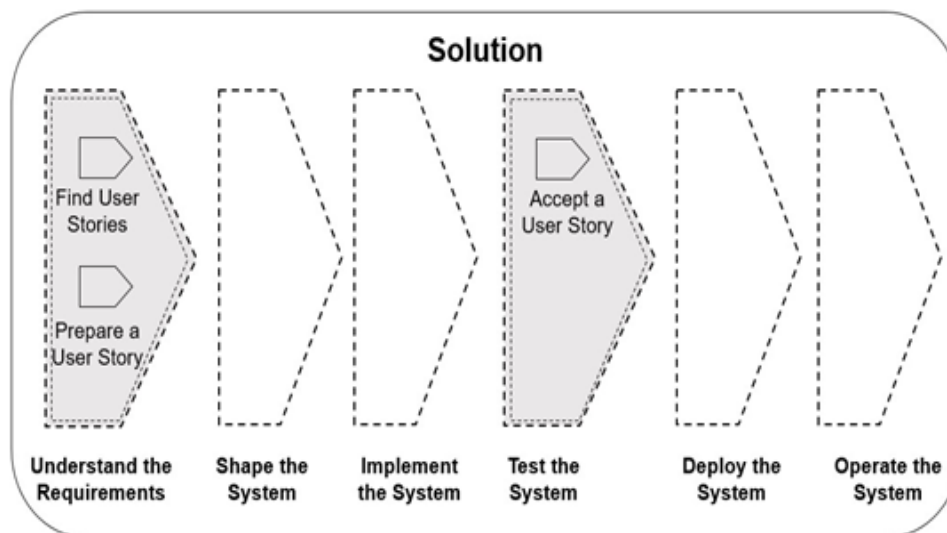 Solution
Find User
Stories
Prepare a
User Story
Accept a
User Story
Understand the
Requirements
Shape the
System
Implement
the System
Test the
System
Deploy the
System
Operate the
System